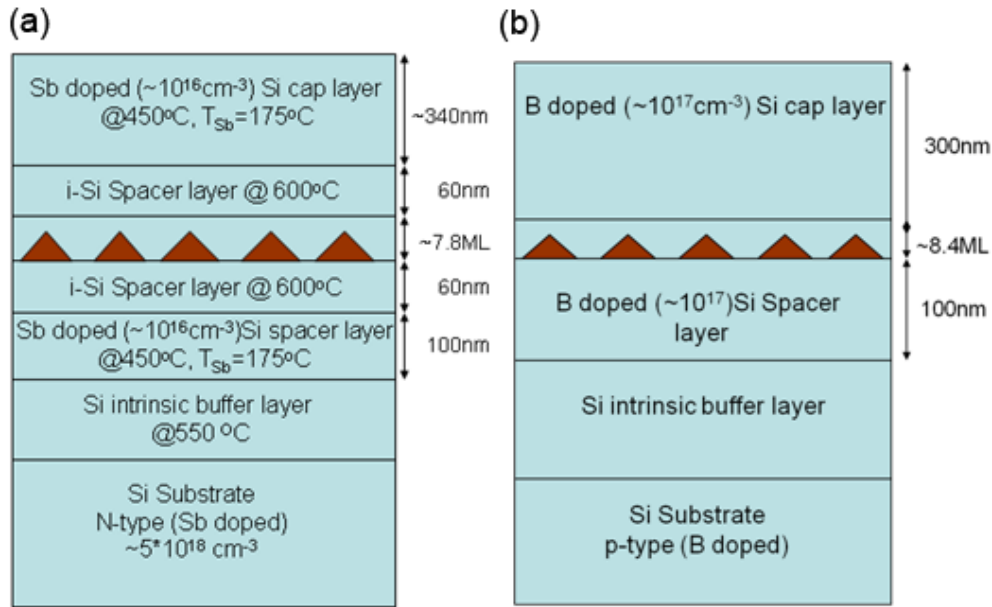 (a)
Sb doped (~10¹⁶cm⁻³) Si cap layer
@450ºC, T_Sb=175ºC
~340nm
i-Si Spacer layer @ 600ºC
60nm
~7.8ML
i-Si Spacer layer @ 600ºC
60nm
Sb doped (~10¹⁶cm⁻³)Si spacer layer
@450ºC, T_Sb=175ºC
100nm
Si intrinsic buffer layer
@550 ºC
Si Substrate
N-type (Sb doped)
~5*10¹⁸ cm⁻³
(b)
B doped (~10¹⁷cm⁻³) Si cap layer
300nm
~8.4ML
B doped (~10¹⁷)Si Spacer
layer
100nm
Si intrinsic buffer layer
Si Substrate
p-type (B doped)